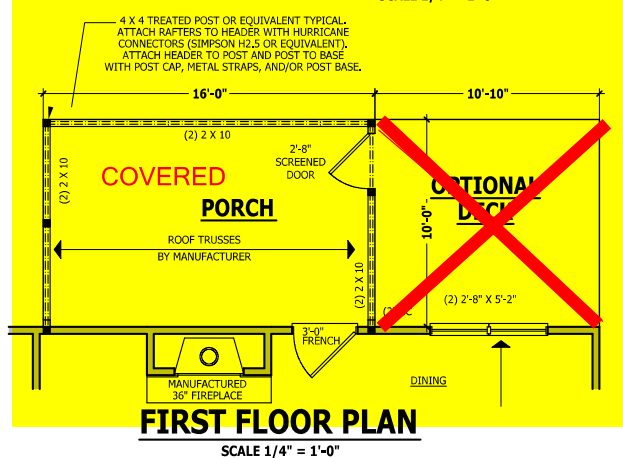 4 X 4 TREATED POST OR EQUIVALENT TYPICAL.
ATTACH RAFTERS TO HEADER WITH HURRICANE
CONNECTORS (SIMPSON H2.5 OR EQUIVALENT).
ATTACH HEADER TO POST AND POST TO BASE
WITH POST CAP, METAL STRAPS, AND/OR POST BASE.
16'-0"
10'-10"
(2) 2 X 10
2'-8"
SCREENED
DOOR
(2) 2 X 10
COVERED
PORCH
OPTIONAL
DECK
10'-0"
ROOF TRUSSES
BY MANUFACTURER
(2) 2 X 10
(2) 2'-8" X 5'-2"
3'-0"
FRENCH
MANUFACTURED
36" FIREPLACE
DINING
FIRST FLOOR PLAN
SCALE 1/4" = 1'-0"